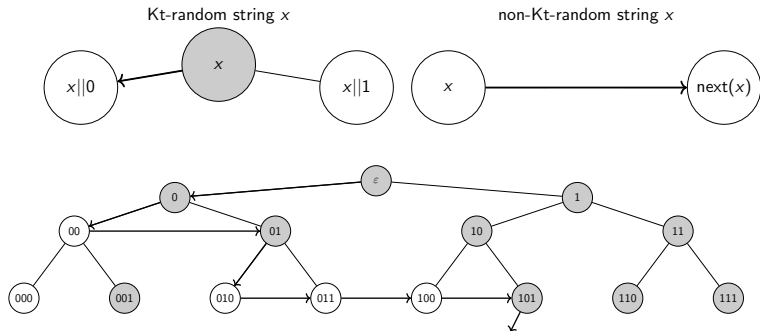 Kt-random string x
non-Kt-random string x
x||0
x
x||1
x
next(x)
ε
0
1
00
01
10
11
000
001
010
011
100
101
110
111